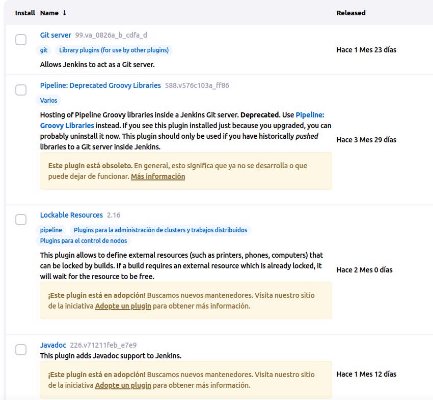 Install Name ↓ Released
Git server 99.va_0826a_b_cdfa_d
git Library plugins (for use by other plugins)
Allows Jenkins to act as a Git server.
Hace 1 Mes 23 días
Pipeline: Deprecated Groovy Libraries 588.v576c103a_ff86
Varios
Hosting of Pipeline Groovy libraries inside a Jenkins Git server. Deprecated. Use Pipeline:
Groovy Libraries instead. If you see this plugin installed just because you upgraded, you can
probably uninstall it now. This plugin should only be used if you have historically pushed
libraries to a Git server inside Jenkins.
Este plugin está obsoleto. En general, esto significa que ya no se desarrolla o que
puede dejar de funcionar. Más información
Hace 3 Mes 29 días
Lockable Resources 2.16
pipeline Plugins para la administración de clusters y trabajos distribuidos
Plugins para el control de nodos
This plugin allows to define external resources (such as printers, phones, computers) that
can be locked by builds. If a build requires an external resource which is already locked, it
will wait for the resource to be free.
¡Este plugin está en adopción! Buscamos nuevos mantenedores. Visita nuestro sitio
de la iniciativa Adopte un plugin para obtener más información.
Hace 2 Mes 0 días
Javadoc 226.v71211feb_e7e9
This plugin adds Javadoc support to Jenkins.
¡Este plugin está en adopción! Buscamos nuevos mantenedores. Visita nuestro sitio
de la iniciativa Adopte un plugin para obtener más información.
Hace 1 Mes 12 días